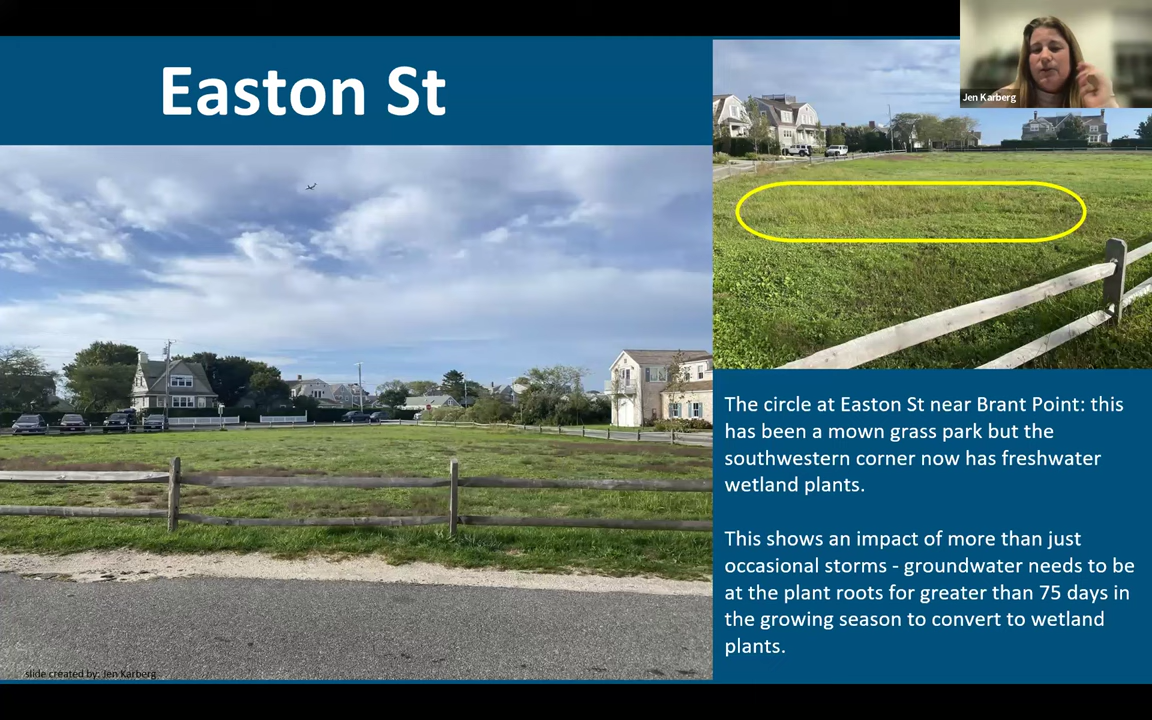 Easton St
Jen Karberg
The circle at Easton St near Brant Point: this
has been a mown grass park but the
southwestern corner now has freshwater
wetland plants.
This shows an impact of more than just
occasional storms - groundwater needs to be
at the plant roots for greater than 75 days in
the growing season to convert to wetland
plants.
slide created by: Jen Karberg